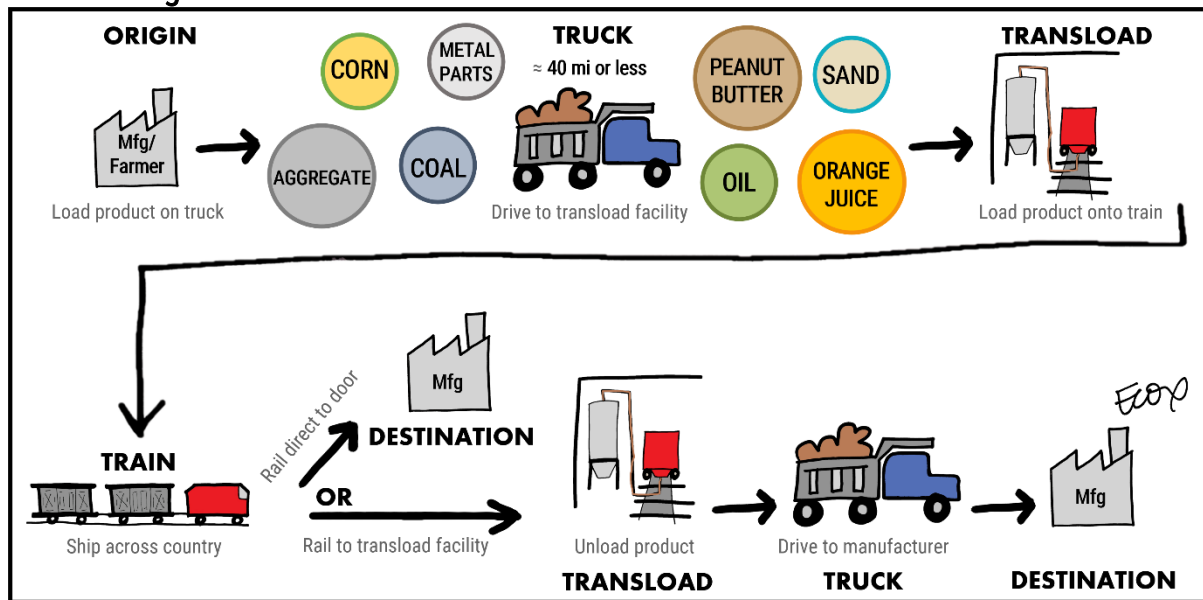 ORIGIN
Mfg/
Farmer
Load product on truck
CORN
METAL
PARTS
AGGREGATE
COAL
TRUCK
≈ 40 mi or less
Drive to transload facility
PEANUT
BUTTER
SAND
OIL
ORANGE
JUICE
TRANSLOAD
Load product onto train
TRAIN
Ship across country
Rail direct to door
Mfg
DESTINATION
OR
Rail to transload facility
Unload product
TRANSLOAD
Drive to manufacturer
TRUCK
Mfg
DESTINATION